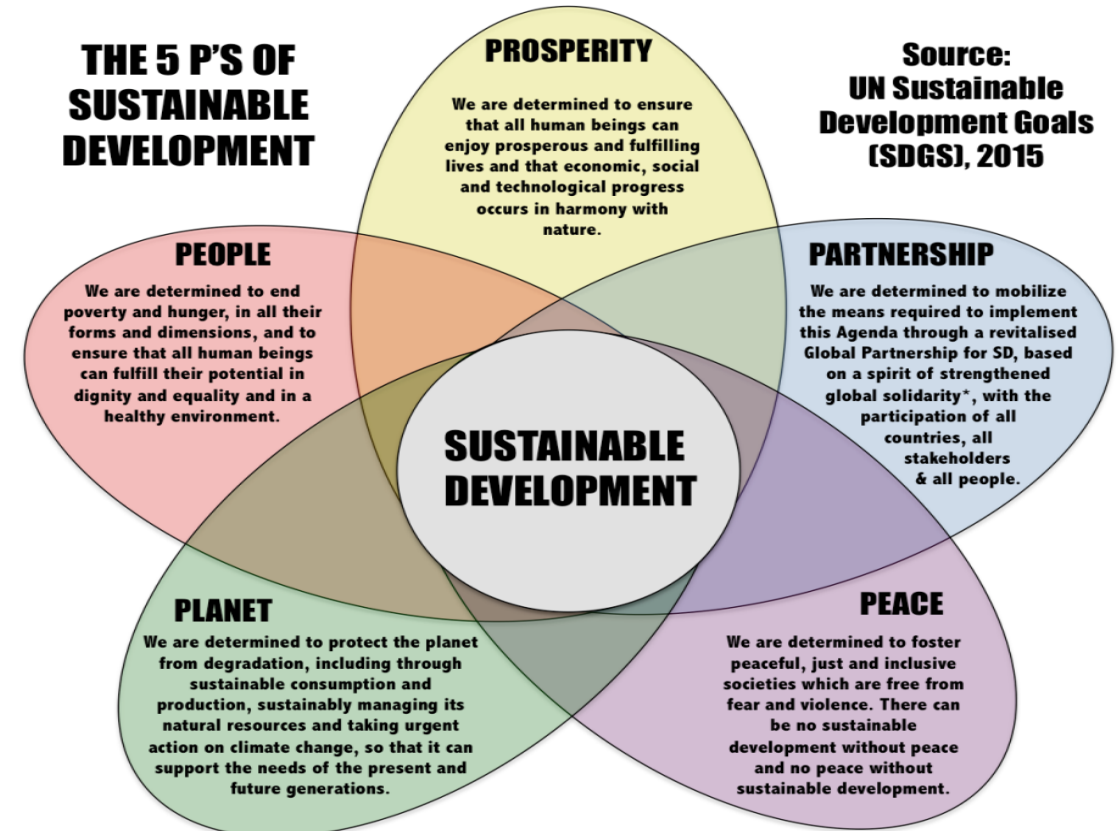 THE 5 P'S OF
SUSTAINABLE
DEVELOPMENT
PROSPERITY
We are determined to ensure
that all human beings can
enjoy prosperous and fulfilling
lives and that economic, social
and technological progress
occurs in harmony with
nature.
Source:
UN Sustainable
Development Goals
(SDGS), 2015
PEOPLE
We are determined to end
poverty and hunger, in all their
forms and dimensions, and to
ensure that all human beings
can fulfill their potential in
dignity and equality and in a
healthy environment.
PARTNERSHIP
We are determined to mobilize
the means required to implement
this Agenda through a revitalised
Global Partnership for SD, based
on a spirit of strengthened
global solidarity*, with the
participation of all
countries, all
stakeholders
& all people.
SUSTAINABLE
DEVELOPMENT
PLANET
We are determined to protect the planet
from degradation, including through
sustainable consumption and
production, sustainably managing its
natural resources and taking urgent
action on climate change, so that it can
support the needs of the present and
future generations.
PEACE
We are determined to foster
peaceful, just and inclusive
societies which are free from
fear and violence. There can
be no sustainable
development without peace
and no peace without
sustainable development.